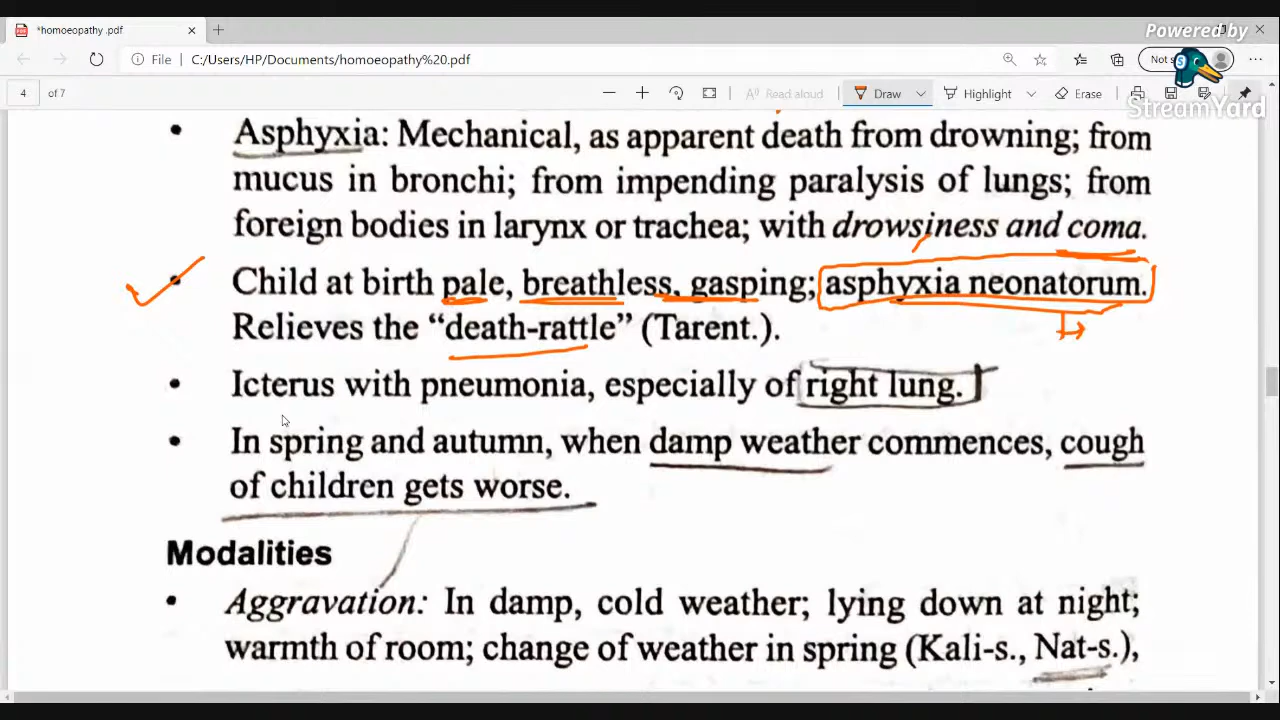 *homoeopathy .pdf
Powered by
File
C:/Users/HP/Documents/homoeopathy%20.pdf
Not s
4 of 7
Read aloud
Draw
Highlight
Erase
StreamYard
• Asphyxia: Mechanical, as apparent death from drowning; from
mucus in bronchi; from impending paralysis of lungs; from
foreign bodies in larynx or trachea; with drowsiness and coma.
• Child at birth pale, breathless, gasping; asphyxia neonatorum.
Relieves the “death-rattle” (Tarent.).
• Icterus with pneumonia, especially of right lung.
• In spring and autumn, when damp weather commences, cough
of children gets worse.
Modalities
• Aggravation: In damp, cold weather; lying down at night;
warmth of room; change of weather in spring (Kali-s., Nat-s.),